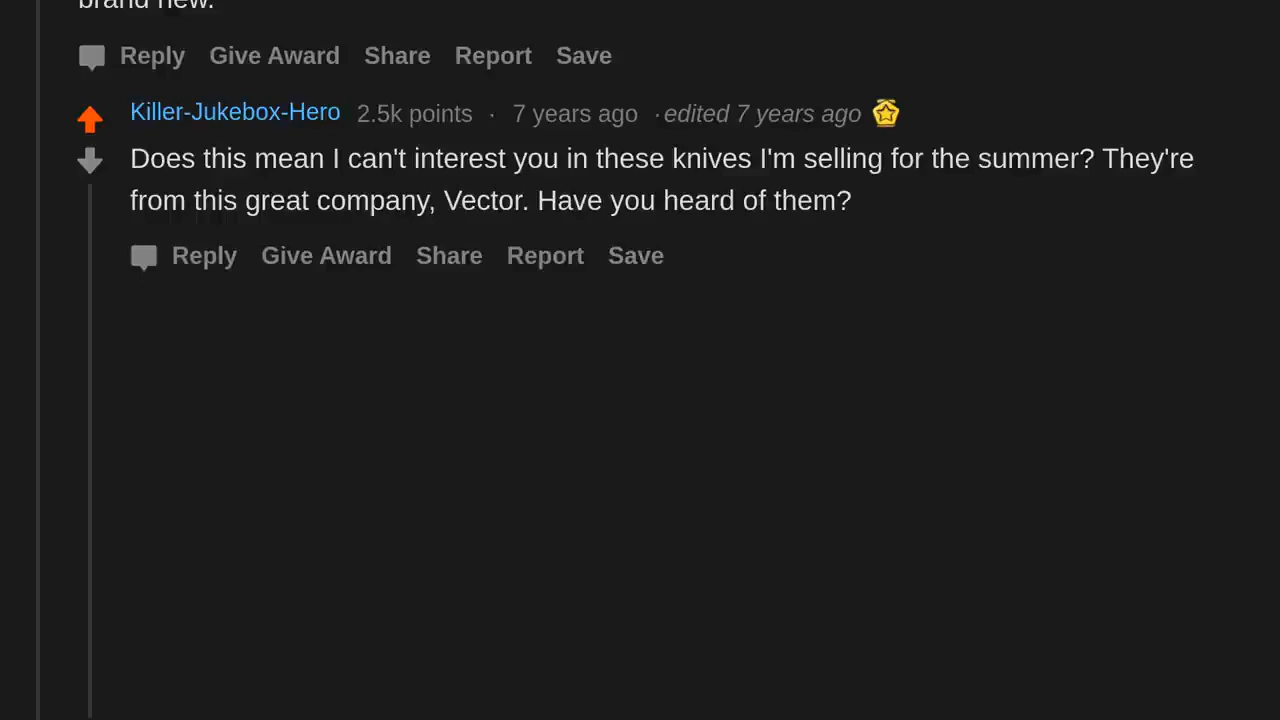 brand new.
Reply Give Award Share Report Save
Killer-Jukebox-Hero 2.5k points · 7 years ago · edited 7 years ago
Does this mean I can't interest you in these knives I'm selling for the summer? They're
from this great company, Vector. Have you heard of them?
Reply Give Award Share Report Save